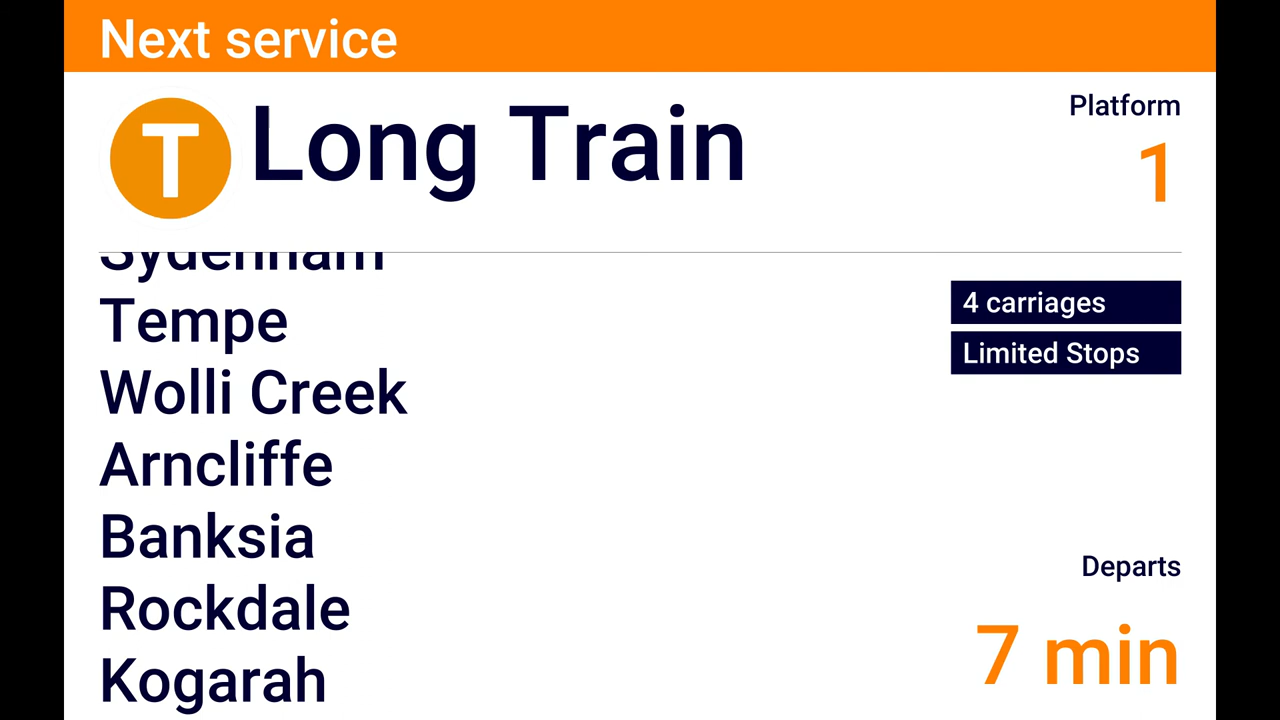 Next service
T Long Train
Platform
1
Sydenham
Tempe
Wolli Creek
Arncliffe
Banksia
Rockdale
Kogarah
4 carriages
Limited Stops
Departs
7 min